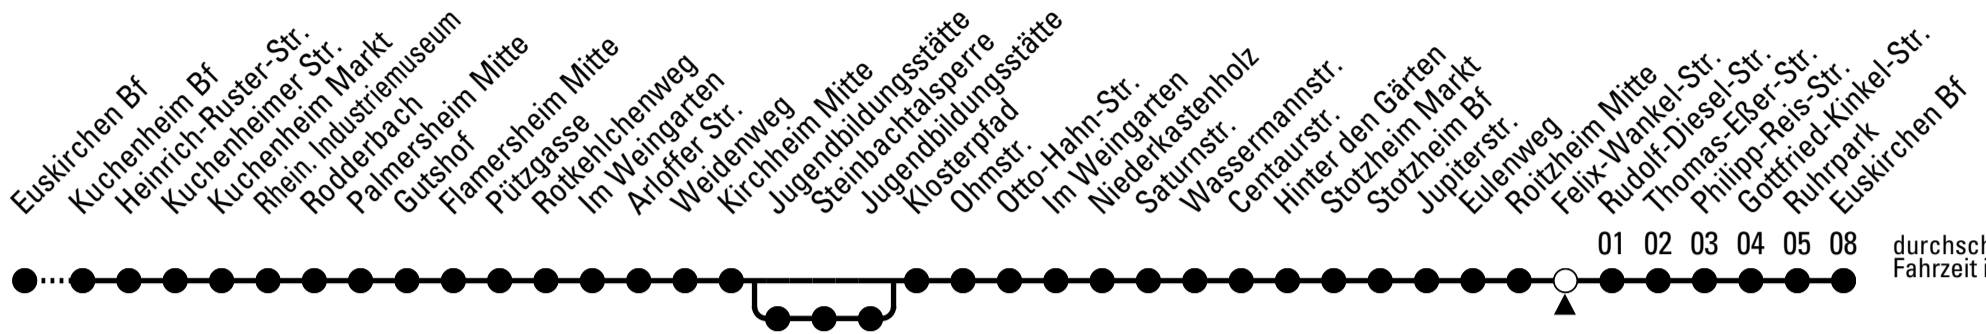 Euskirchen Bf
Kuchenheim Bf
Heinrich-Ruster-Str.
Kuchenheimer Str.
Kuchenheim Markt
Rhein. Industriemuseum
Rodderbach
Palmersheim Mitte
Gutshof
Flamersheim Mitte
Pützgasse
Rotkehlchenweg
Im Weingarten
Arloffer Str.
Weidenweg
Kirchheim Mitte
Jugendbildungsstätte
Steinbachtalsperre
Jugendbildungsstätte
Klosterpfad
Ohmstr.
Otto-Hahn-Str.
Im Weingarten
Niederkastenholz
Saturnstr.
Wassermannstr.
Centaurstr.
Hinter den Gärten
Stotzheim Markt
Stotzheim Bf
Jupiterstr.
Eulenweg
Roitzheim Mitte
Felix-Wankel-Str.
Rudolf-Diesel-Str.
Thomas-Eßer-Str.
Philipp-Reis-Str.
Gottfried-Kinkel-Str.
Ruhrpark
Euskirchen Bf
01 02 03 04 05 08
Fahrzeit